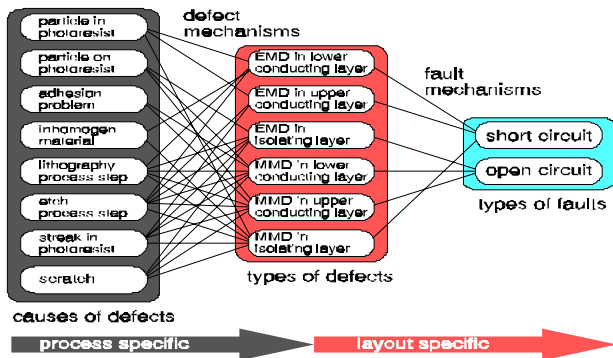 defect
mechanisms
particle in
photoresist
particle on
photoresist
adhesion
problem
inhomogen
material
lithography
process step
etch
process step
streak in
photoresist
scratch
causes of defects
EMD in lower
conducting layer
EMD in upper
conducting layer
EMD in
isolating layer
MMD in lower
conducting layer
MMD in upper
conducting layer
MMD in
isolating layer
types of defects
fault
mechanisms
short circuit
open circuit
types of faults
process specific
layout specific